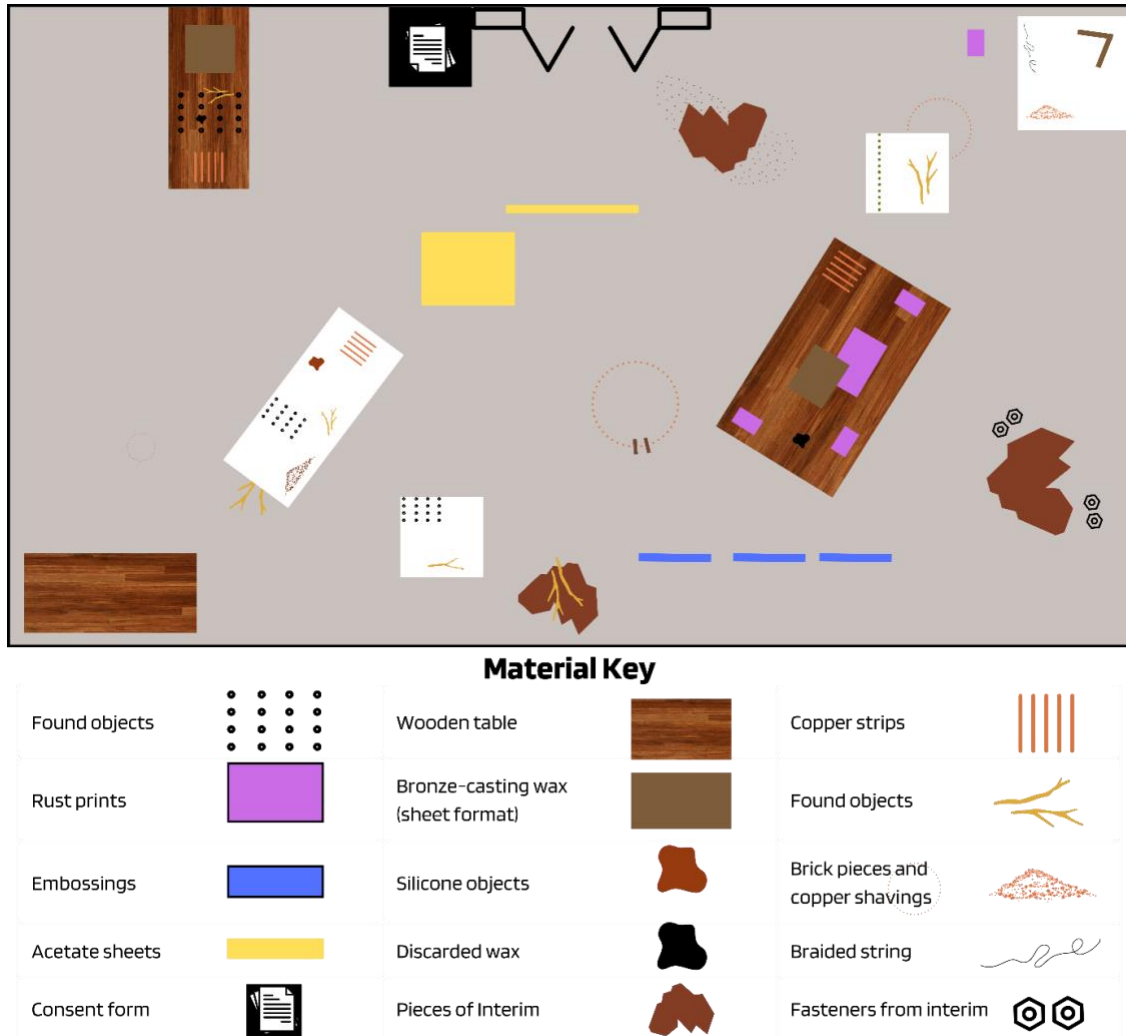 Material Key
Found objects
Wooden table
Copper strips
Rust prints
Bronze-casting wax
(sheet format)
Found objects
Embossings
Silicone objects
Brick pieces and
copper shavings
Acetate sheets
Discarded wax
Braided string
Consent form
Pieces of Interim
Fasteners from interim